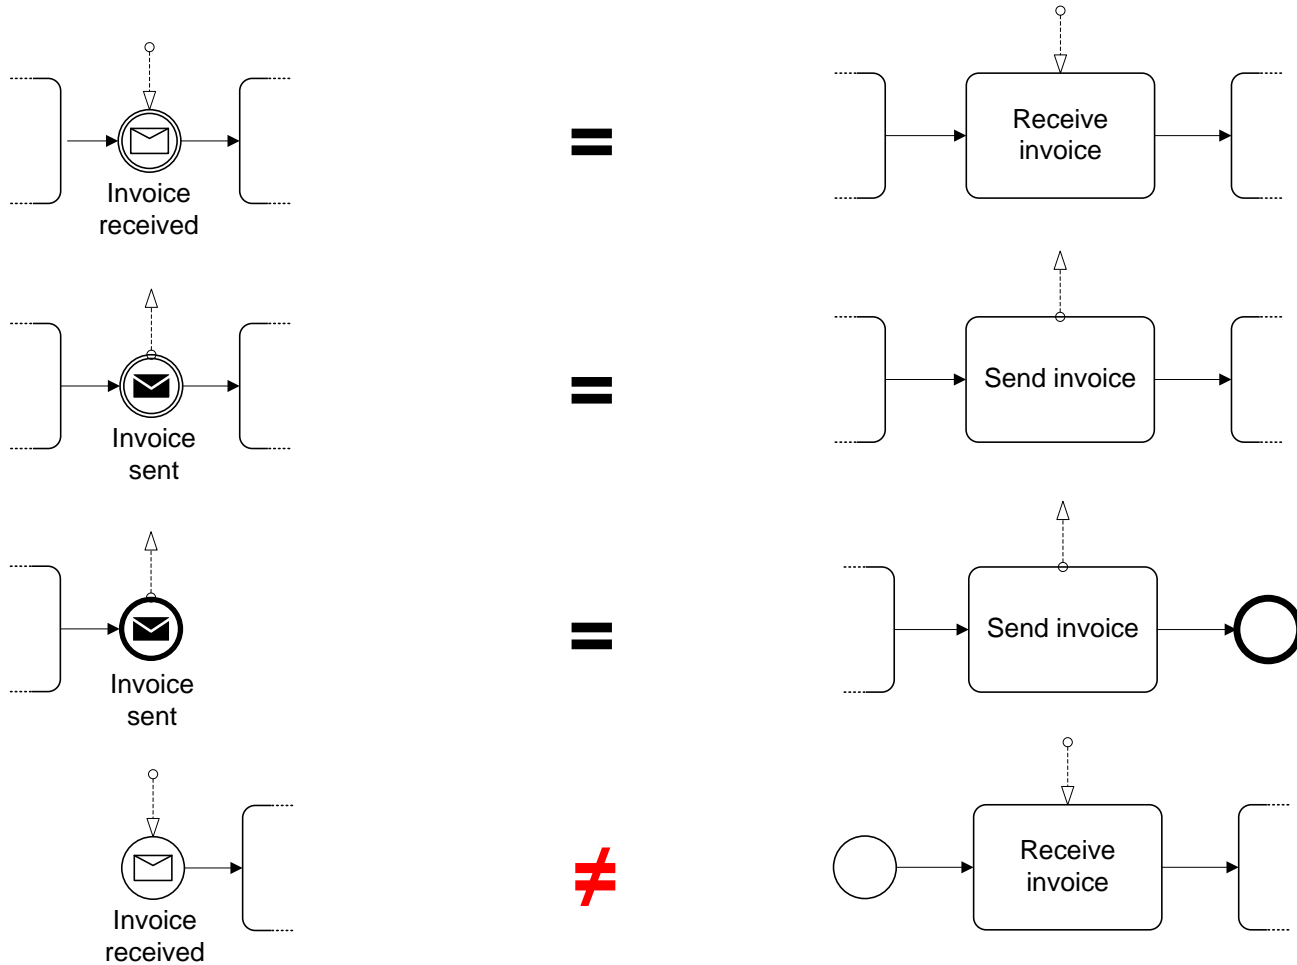 Invoice
received
=
Receive
invoice
Invoice
sent
=
Send invoice
Invoice
sent
=
Send invoice
Invoice
received
≠
Receive
invoice